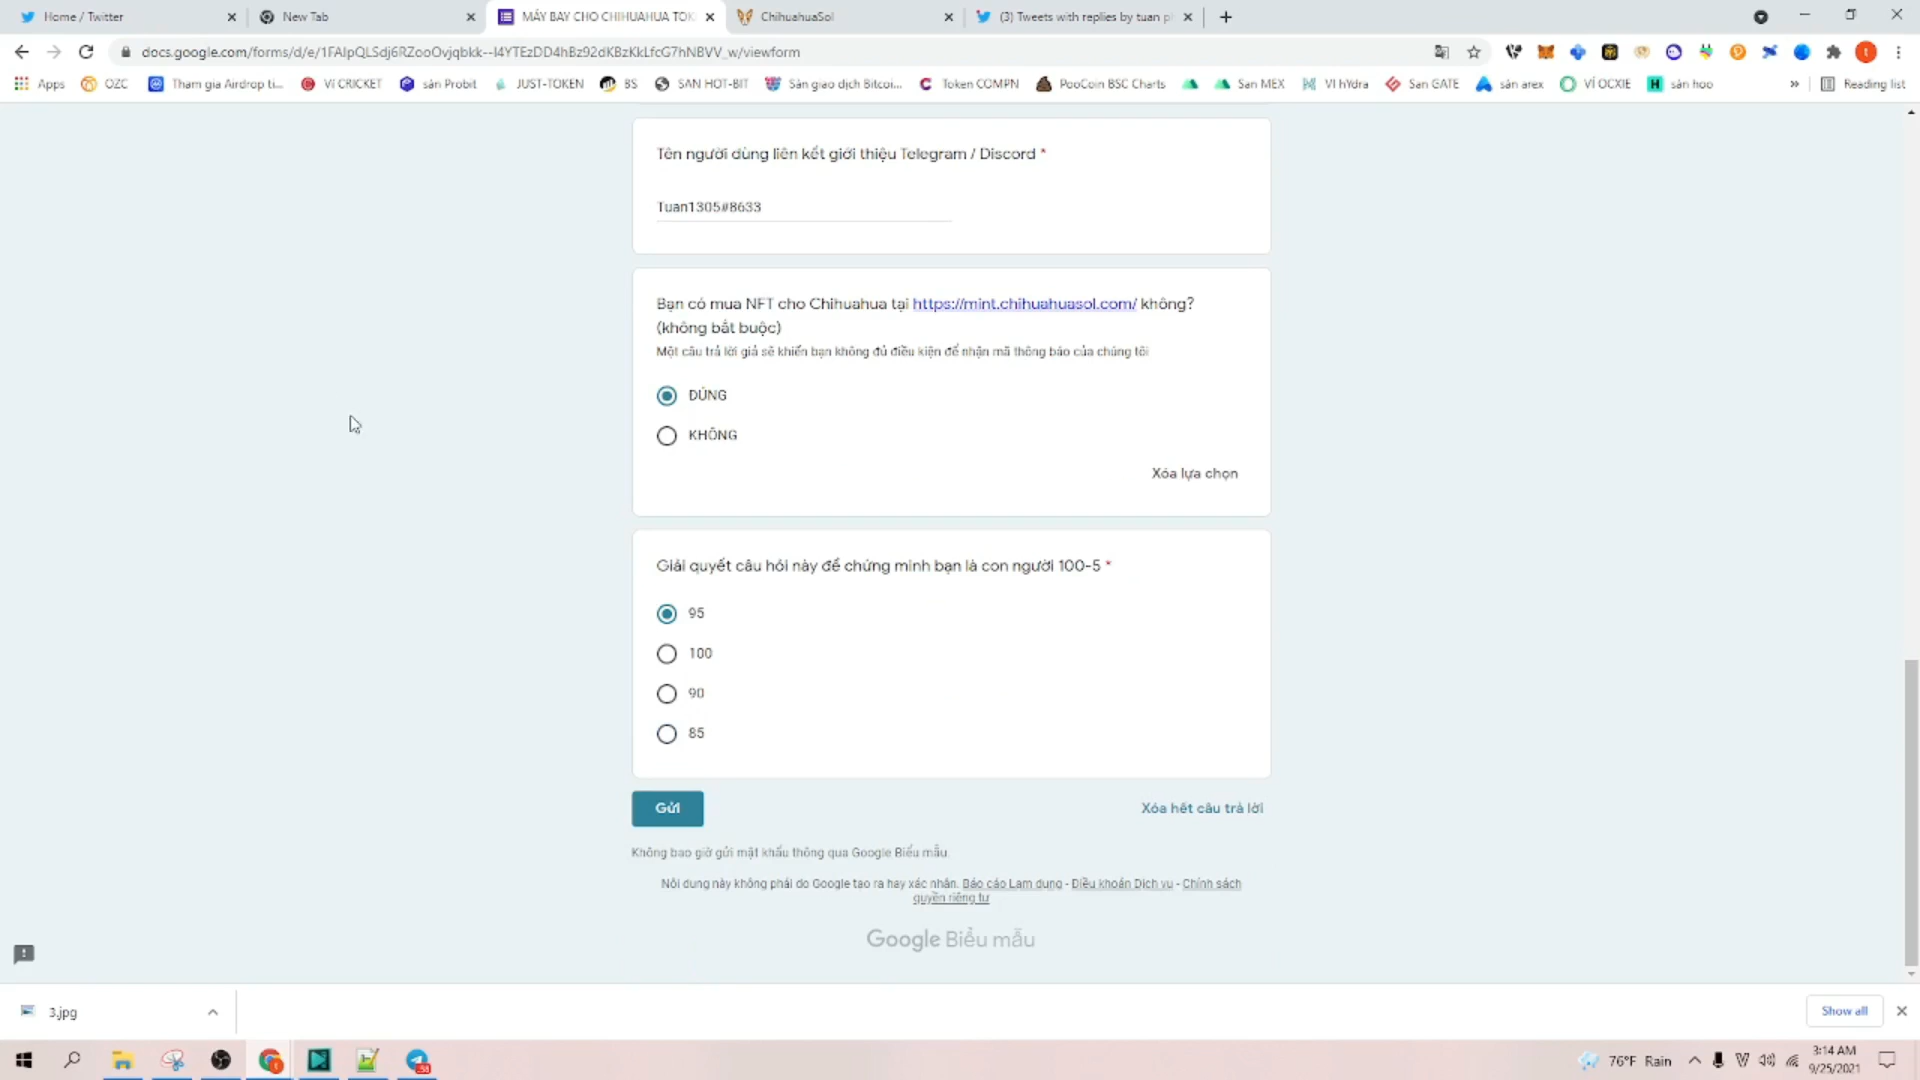 Home / Twitter
New Tab
MÁY BAY CHO CHIHUAHUA TOK
ChihuahuaSol
(3) Tweets with replies by tuan p
docs.google.com/forms/d/e/1FAIpQLSdj6RZooOvjqbkk--l4YTEzDD4hBz92dKBzKkLfcG7hNBVV_w/viewform
Apps
OZC
Tham gia Airdrop ti...
Ví CRICKET
sàn Probit
JUST-TOKEN
BS
SAN HOT-BIT
Sàn giao dịch Bitcoi...
Token COMPN
PooCoin BSC Charts
San MEX
VI hYdra
San GATE
sàn arex
VÍ OCXIE
sàn hoo
»
Reading list
Tên người dùng liên kết giới thiệu Telegram / Discord *
Tuan1305#8633
Bạn có mua NFT cho Chihuahua tại https://mint.chihuahuasol.com/ không?
(không bắt buộc)
Một câu trả lời giả sẽ khiến bạn không đủ điều kiện để nhận mã thông báo của chúng tôi
ĐÚNG
KHÔNG
Xóa lựa chọn
Giải quyết câu hỏi này để chứng minh bạn là con người 100-5 *
95
100
90
85
Gửi
Xóa hết câu trả lời
Không bao giờ gửi mật khẩu thông qua Google Biểu mẫu.
Nội dung này không phải do Google tạo ra hay xác nhận. Báo cáo Lạm dụng - Điều khoản Dịch vụ - Chính sách
quyền riêng tư
Google Biểu mẫu
3.jpg
Show all
76°F Rain
3:14 AM
9/25/2021